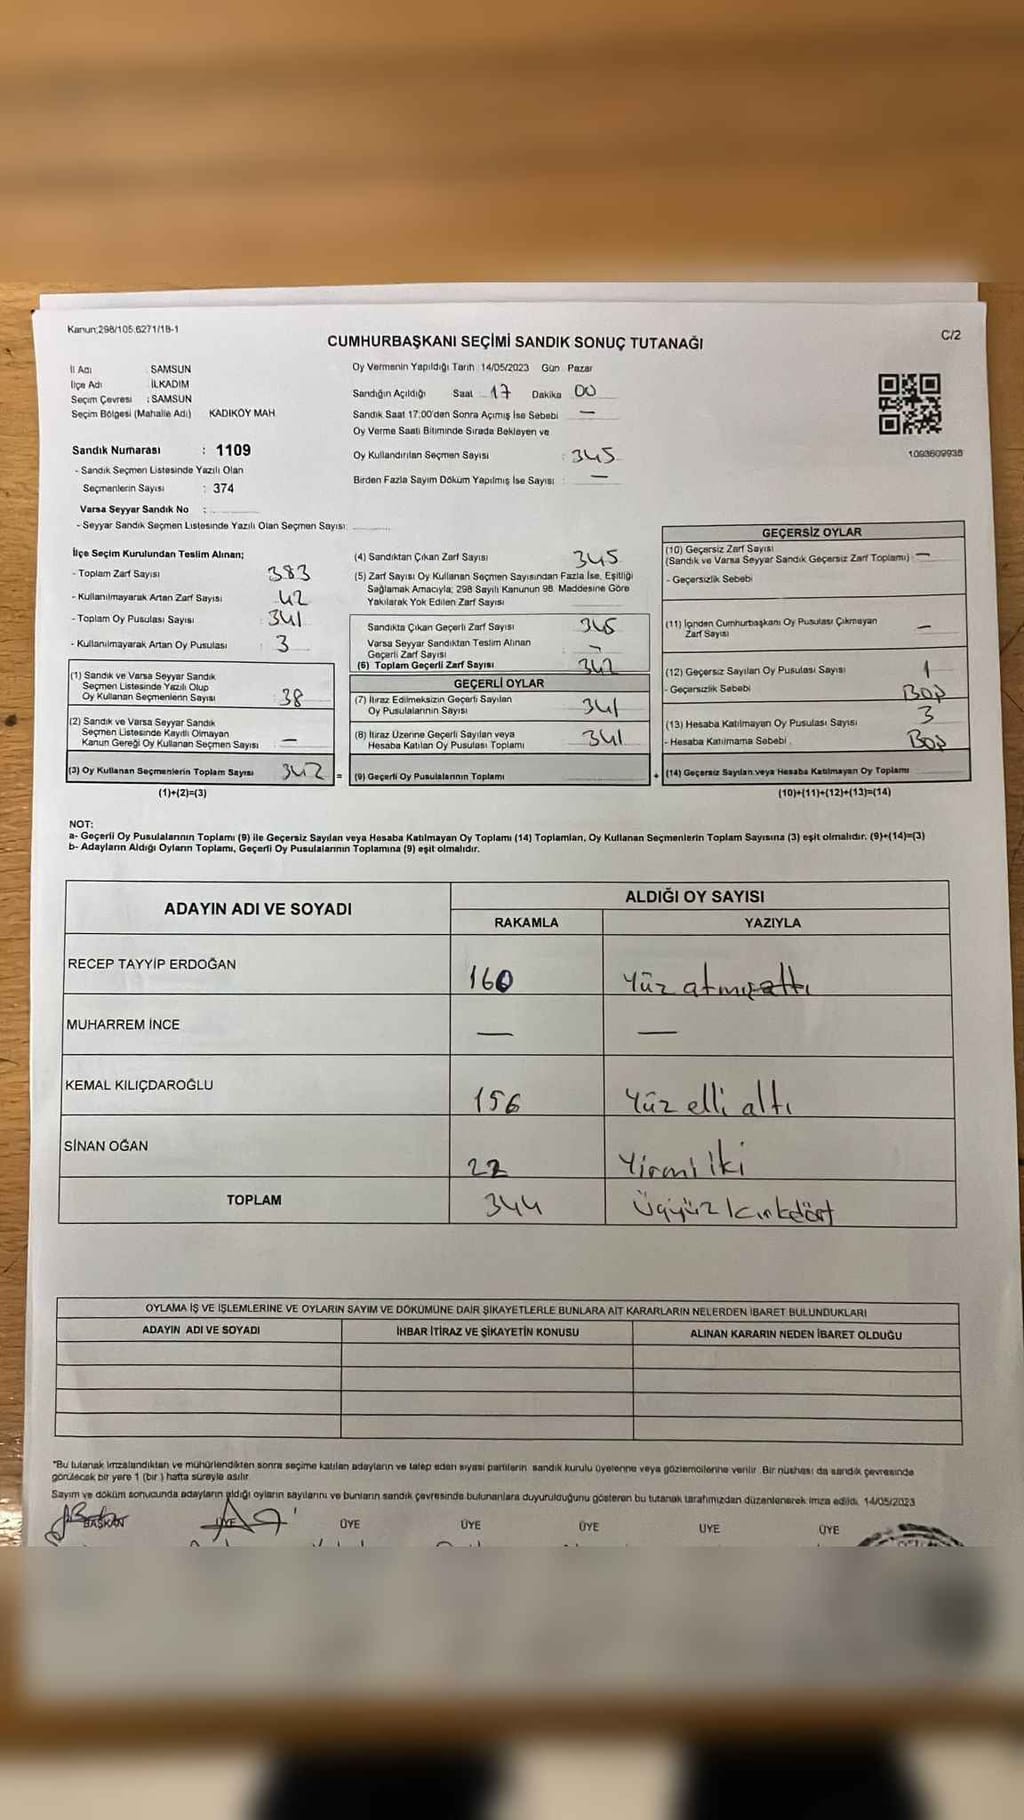 Kanun:298/105,6271/18-1
C/2
CUMHURBAŞKANI SEÇİMİ SANDIK SONUÇ TUTANAĞI
İl Adı : SAMSUN
İlçe Adı : İLKADIM
Seçim Çevresi : SAMSUN
Seçim Bölgesi (Mahalle Adı) KADIKÖY MAH.
Sandık Numarası : 1109
- Sandık Seçmen Listesinde Yazılı Olan
Seçmenlerin Sayısı : 374
Varsa Seyyar Sandık No :
- Seyyar Sandık Seçmen Listesinde Yazılı Olan Seçmen Sayısı:
Oy Vermenin Yapıldığı Tarih 14/05/2023 Gün Pazar
Sandığın Açıldığı Saat 17 Dakika 00
Sandık Saat 17:00'den Sonra Açımış İse Sebebi —
Oy Verme Saati Bitiminde Sırada Bekleyen ve
Oy Kullandırılan Seçmen Sayısı : 345
Birden Fazla Sayım Döküm Yapılmış İse Sayısı : —
1093609938
İlçe Seçim Kurulundan Teslim Alınan;
- Toplam Zarf Sayısı 383
- Kullanılmayarak Artan Zarf Sayısı : 42
- Toplam Oy Pusulası Sayısı : 341
- Kullanılmayarak Artan Oy Pusulası : 3
(1) Sandık ve Varsa Seyyar Sandık
Seçmen Listesinde Yazılı Olup
Oy Kullanan Seçmenlerin Sayısı 38
(2) Sandık ve Varsa Seyyar Sandık
Seçmen Listesinde Kayıtlı Olmayan
Kanun Gereği Oy Kullanan Seçmen Sayısı —
(3) Oy Kullanan Seçmenlerin Toplam Sayısı 342 =
(1)+(2)=(3)
(4) Sandıktan Çıkan Zarf Sayısı 345
(5) Zarf Sayısı Oy Kullanan Seçmen Sayısından Fazla İse, Eşitliği
Sağlamak Amacıyla; 298 Sayılı Kanunun 98. Maddesine Göre
Yakılarak Yok Edilen Zarf Sayısı
Sandıkta Çıkan Geçerli Zarf Sayısı 345
Varsa Seyyar Sandıktan Teslim Alınan
Geçerli Zarf Sayısı —
(6) Toplam Geçerli Zarf Sayısı 342
GEÇERLİ OYLAR
(7) İtiraz Edilmeksizin Geçerli Sayılan
Oy Pusulalarının Sayısı 341
(8) İtiraz Üzerine Geçerli Sayılan veya
Hesaba Katılan Oy Pusulası Toplamı 341
(9) Geçerli Oy Pusulalarının Toplamı +
GEÇERSİZ OYLAR
(10) Geçersiz Zarf Sayısı
(Sandık ve Varsa Seyyar Sandık Geçersiz Zarf Toplamı) —
- Geçersizlik Sebebi
(11) İçinden Cumhurbaşkanı Oy Pusulası Çıkmayan
Zarf Sayısı —
(12) Geçersiz Sayılan Oy Pusulası Sayısı 1
- Geçersizlik Sebebi Boş
(13) Hesaba Katılmayan Oy Pusulası Sayısı 3
- Hesaba Katılmama Sebebi Boş
(14) Geçersiz Sayılan veya Hesaba Katılmayan Oy Toplamı
(10)+(11)+(12)+(13)=(14)
NOT:
a- Geçerli Oy Pusulalarının Toplamı (9) ile Geçersiz Sayılan veya Hesaba Katılmayan Oy Toplamı (14) Toplamları, Oy Kullanan Seçmenlerin Toplam Sayısına (3) eşit olmalıdır. (9)+(14)=(3)
b- Adayların Aldığı Oyların Toplamı, Geçerli Oy Pusulalarının Toplamına (9) eşit olmalıdır.
ADAYIN ADI VE SOYADI
ALDIĞI OY SAYISI
RAKAMLA YAZIYLA
RECEP TAYYİP ERDOĞAN 160 Yüz atmışaltı
MUHARREM İNCE — —
KEMAL KILIÇDAROĞLU 156 Yüz elli altı
SİNAN OĞAN 22 Yirmi iki
TOPLAM 344 Üçyüz kırkdört
OYLAMA İŞ VE İŞLEMLERİNE VE OYLARIN SAYIM VE DÖKÜMÜNE DAİR ŞİKAYETLERLE BUNLARA AİT KARARLARIN NELERDEN İBARET BULUNDUKLARI
ADAYIN ADI VE SOYADI İHBAR İTİRAZ VE ŞİKAYETİN KONUSU ALINAN KARARIN NEDEN İBARET OLDUĞU
"Bu tutanak imzalandıktan ve mühürlendikten sonra seçime katılan adayların ve talep eden siyasi partilerin sandık kurulu üyelerine veya gözlemcilerine verilir. Bir nüshası da sandık çevresinde
görülecek bir yere 1 (bir ) hafta süreyle asılır.
Sayım ve döküm sonucunda adayların aldığı oyların sayılarını ve bunların sandık çevresinde bulunanlara duyurulduğunu gösteren bu tutanak tarafımızdan düzenlenerek imza edildi. 14/05/2023
BAŞKAN ÜYE ÜYE ÜYE ÜYE ÜYE ÜYE